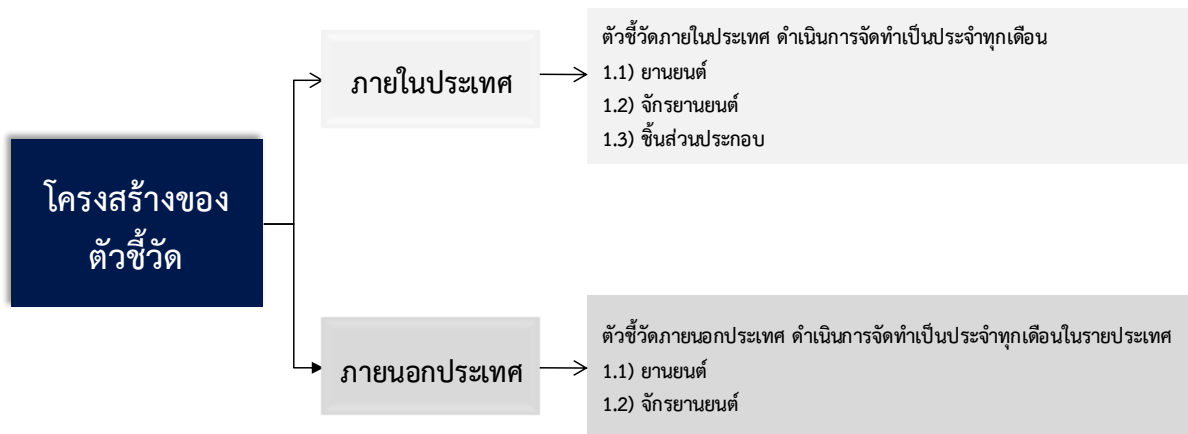 โครงสร้างของ
ตัวชี้วัด
ภายในประเทศ
ตัวชี้วัดภายในประเทศ ดำเนินการจัดทำเป็นประจำทุกเดือน
1.1) ยานยนต์
1.2) จักรยานยนต์
1.3) ชิ้นส่วนประกอบ
ภายนอกประเทศ
ตัวชี้วัดภายนอกประเทศ ดำเนินการจัดทำเป็นประจำทุกเดือนในรายประเทศ
1.1) ยานยนต์
1.2) จักรยานยนต์